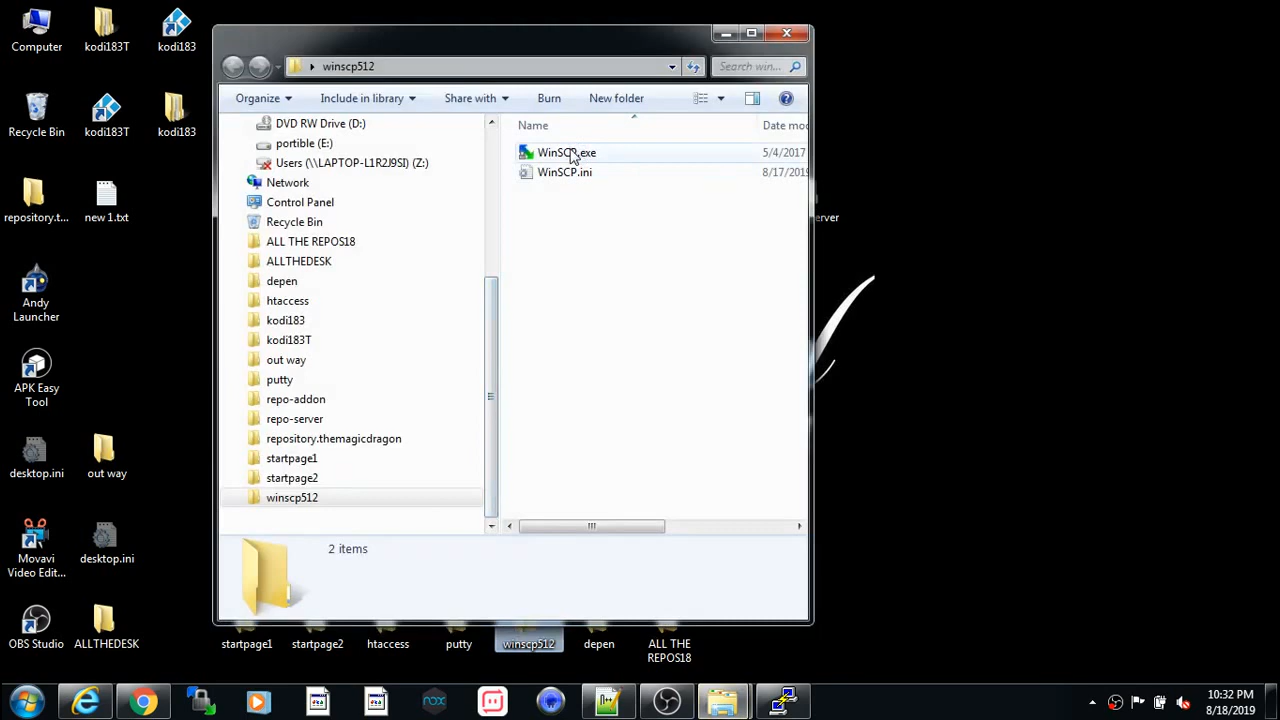 Computer
kodi183T
kodi183
Recycle Bin
kodi183T
kodi183
repository.t...
new 1.txt
Andy
Launcher
APK Easy
Tool
desktop.ini
out way
Movavi
Video Edit...
desktop.ini
OBS Studio
ALLTHEDESK
winscp512
Search win...
Organize
Include in library
Share with
Burn
New folder
DVD RW Drive (D:)
portible (E:)
Users (\\LAPTOP-L1R2J9SI) (Z:)
Network
Control Panel
Recycle Bin
ALL THE REPOS18
ALLTHEDESK
depen
htaccess
kodi183
kodi183T
out way
putty
repo-addon
repo-server
repository.themagicdragon
startpage1
startpage2
winscp512
Name
Date mod
WinSCP.exe
5/4/2017
WinSCP.ini
8/17/2019
2 items
erver
startpage1
startpage2
htaccess
putty
winscp512
depen
ALL THE
REPOS18
nox
10:32 PM
8/18/2019